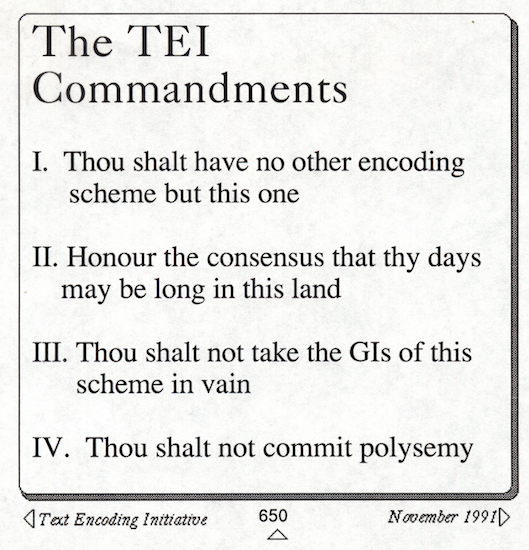 The TEI
Commandments
I. Thou shalt have no other encoding
scheme but this one
II. Honour the consensus that thy days
may be long in this land
III. Thou shalt not take the GIs of this
scheme in vain
IV. Thou shalt not commit polysemy
Text Encoding Initiative 650 November 1991